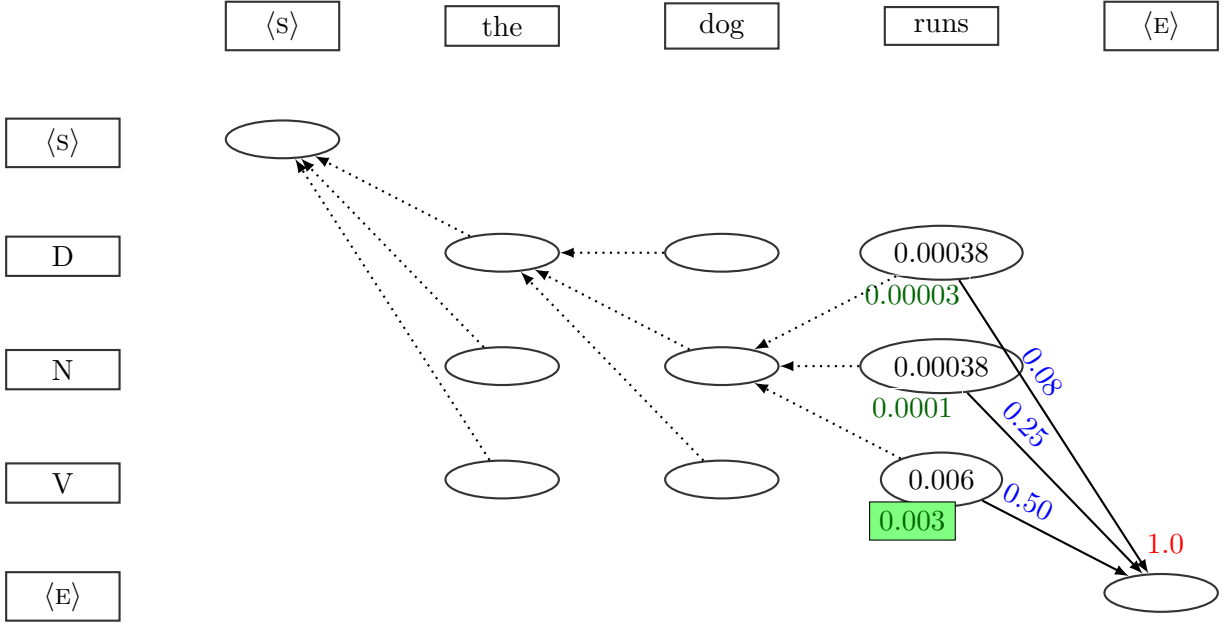 ⟨S⟩ the dog runs ⟨E⟩
⟨S⟩
D 0.00038
0.00003
N 0.00038 0.08
0.0001 0.25
V 0.006 0.50
0.003
1.0
⟨E⟩